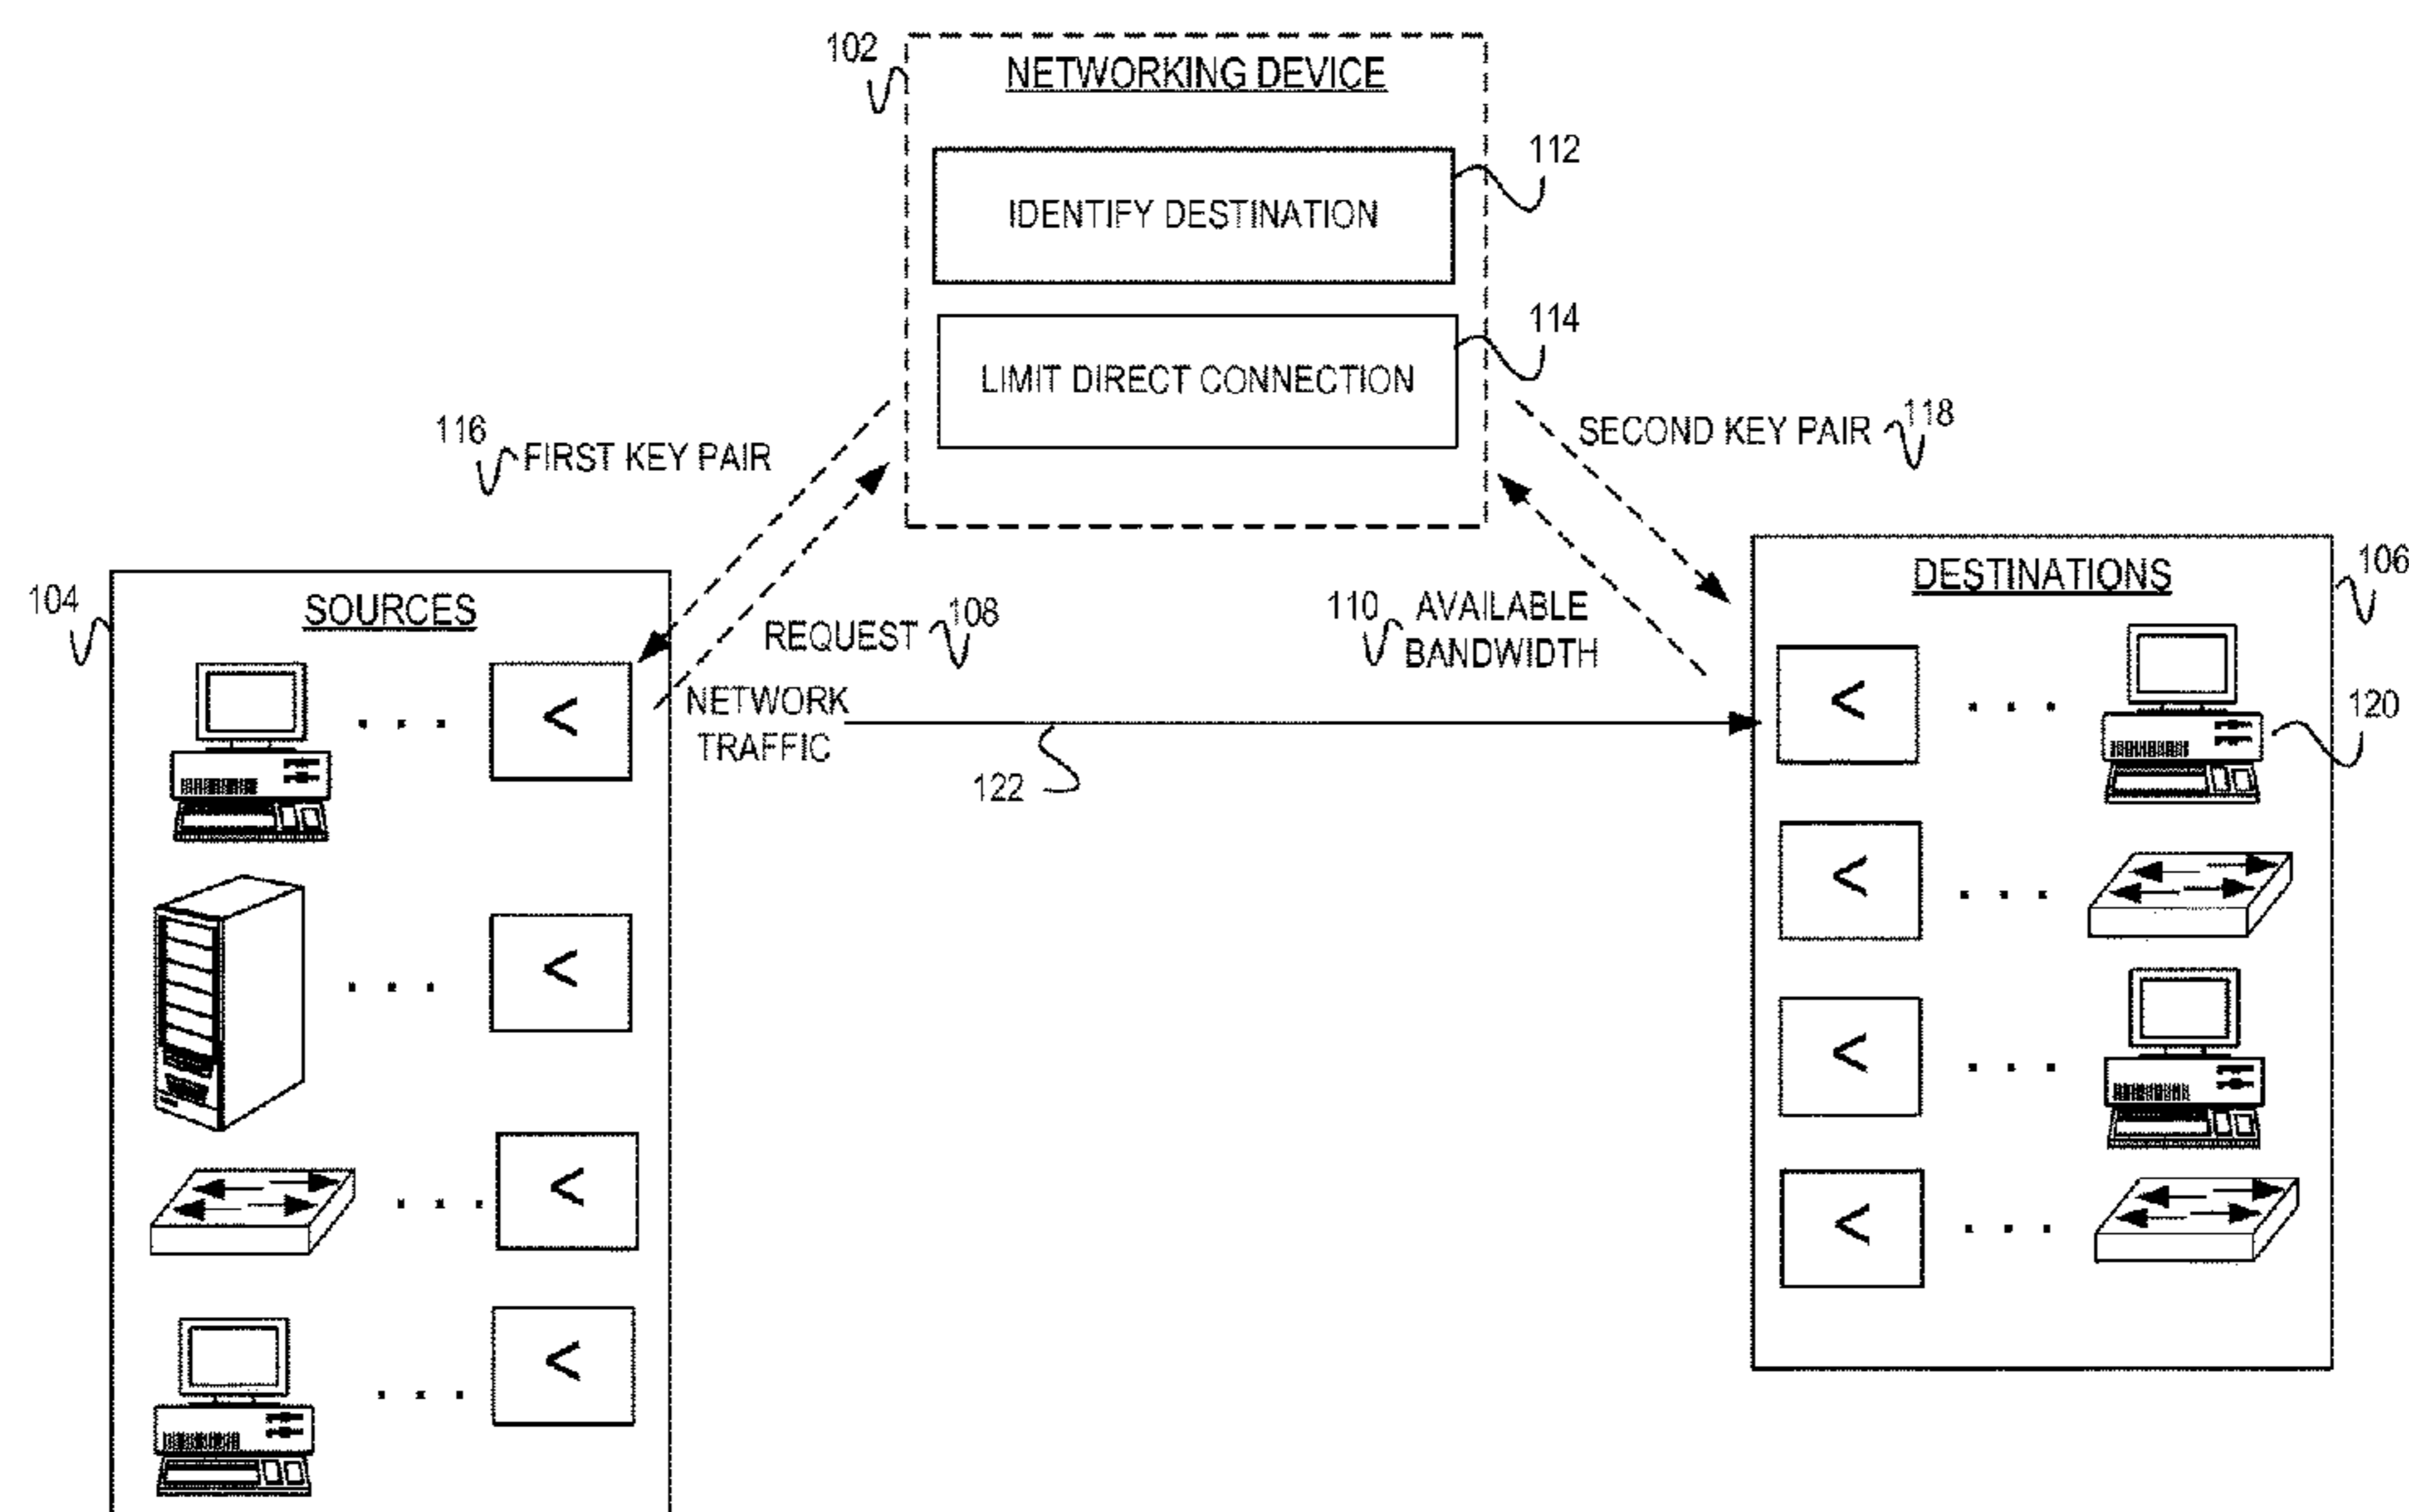 102
NETWORKING DEVICE
112
IDENTIFY DESTINATION
114
LIMIT DIRECT CONNECTION
116
FIRST KEY PAIR
SECOND KEY PAIR
118
104
SOURCES
REQUEST
108
110
AVAILABLE
BANDWIDTH
DESTINATIONS
106
<
NETWORK
TRAFFIC
122
<
120
<
<
<
<
<
<